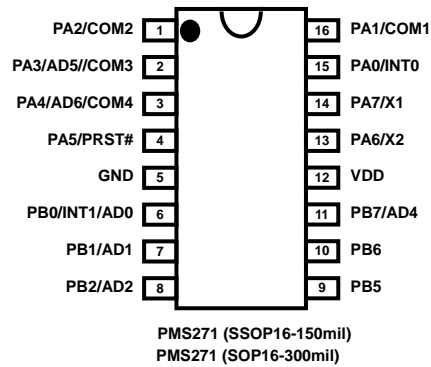 PA2/COM2 1 16 PA1/COM1
PA3/AD5//COM3 2 15 PA0/INT0
PA4/AD6/COM4 3 14 PA7/X1
PA5/PRST# 4 13 PA6/X2
GND 5 12 VDD
PB0/INT1/AD0 6 11 PB7/AD4
PB1/AD1 7 10 PB6
PB2/AD2 8 9 PB5
PMS271 (SSOP16-150mil)
PMS271 (SOP16-300mil)